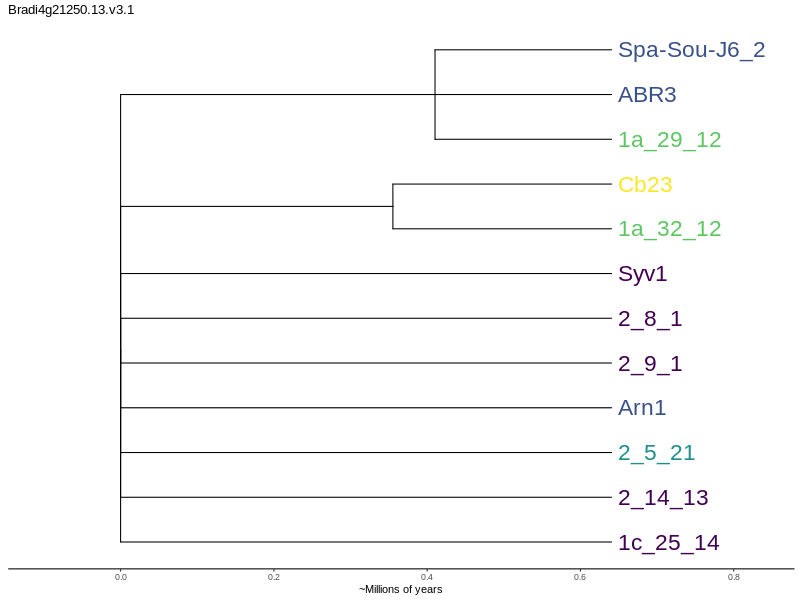 Bradi4g21250.13.v3.1
Spa-Sou-J6_2
ABR3
1a_29_12
Cb23
1a_32_12
Syv1
2_8_1
2_9_1
Arn1
2_5_21
2_14_13
1c_25_14
0.0 0.2 0.4 0.6 0.8
~Millions of years